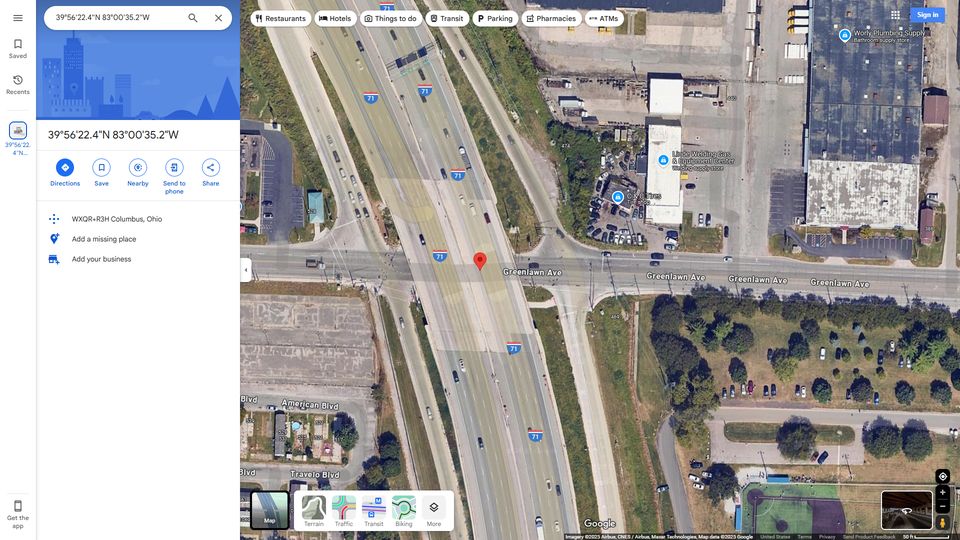 39°56'22.4"N 83°00'35.2"W
Restaurants
Hotels
Things to do
Transit
Parking
Pharmacies
ATMs
Sign in
Saved
Recents
39°56'22.
4"N...
39°56'22.4"N 83°00'35.2"W
Directions
Save
Nearby
Send to
phone
Share
WXQR+R3H Columbus, Ohio
Add a missing place
Add your business
Get the
app
71
71
71
71
71
71
71
Worly Plumbing Supply
Bathroom supply store
Linde Welding Gas
& Equipment Center
Welding supply store
Greenlawn Ave
Greenlawn Ave
Greenlawn Ave
Greenlawn Ave
Blvd
American Blvd
Blvd
Travelo Blvd
Map
Terrain
Traffic
Transit
Biking
More
Google
Imagery ©2025 Airbus, CNES / Airbus, Maxar Technologies, Map data ©2025 Google
United States
Terms
Privacy
Send Product Feedback
50 ft